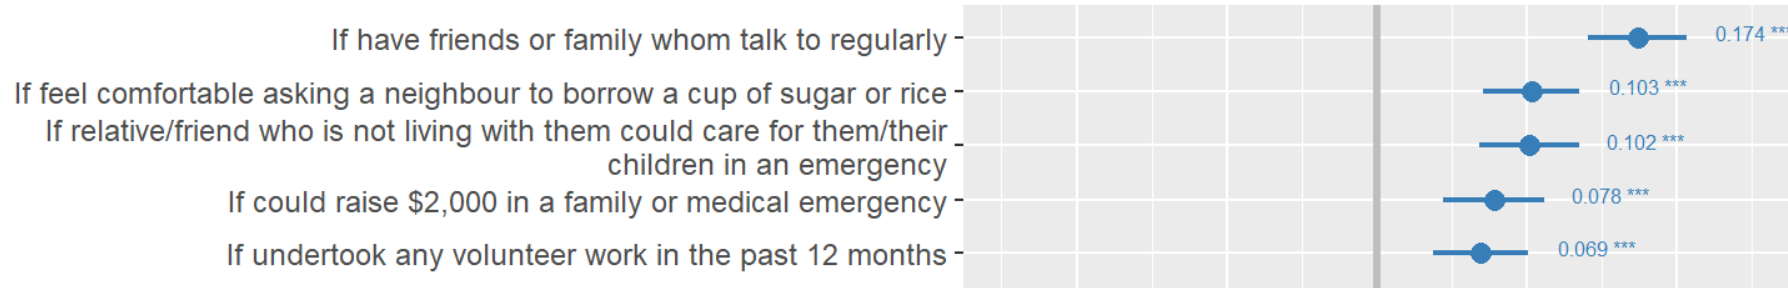 If have friends or family whom talk to regularly
0.174 ***
If feel comfortable asking a neighbour to borrow a cup of sugar or rice
0.103 ***
If relative/friend who is not living with them could care for them/their
children in an emergency
0.102 ***
If could raise $2,000 in a family or medical emergency
0.078 ***
If undertook any volunteer work in the past 12 months
0.069 ***